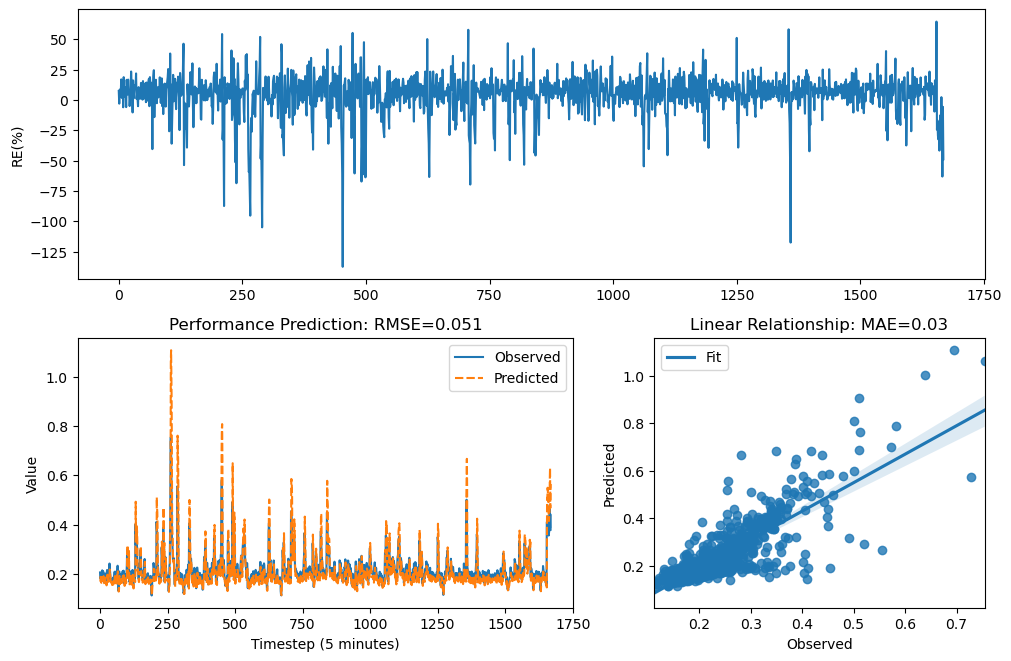 RE(%)
50
25
0
−25
−50
−75
−100
−125
0 250 500 750 1000 1250 1500 1750
Performance Prediction: RMSE=0.051
Value
1.0
0.8
0.6
0.4
0.2
Observed
Predicted
0 250 500 750 1000 1250 1500 1750
Timestep (5 minutes)
Linear Relationship: MAE=0.03
Predicted
1.0
0.8
0.6
0.4
0.2
Fit
0.2 0.3 0.4 0.5 0.6 0.7
Observed